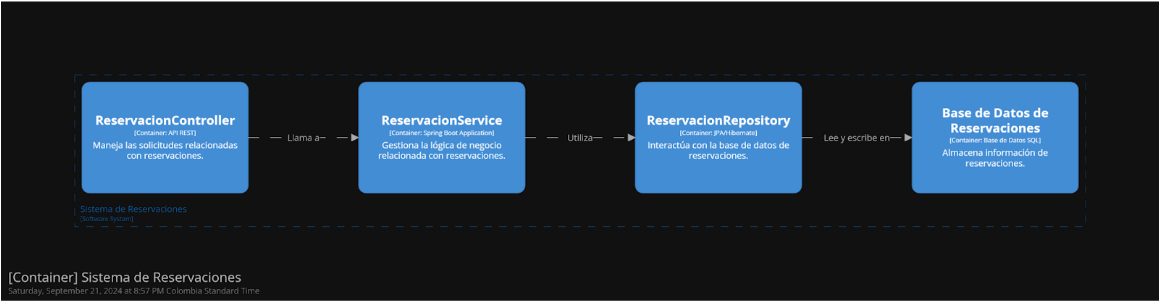 ReservacionController
[Container: API REST]
Maneja las solicitudes relacionadas
con reservaciones.
Llama a
ReservacionService
[Container: Spring Boot Application]
Gestiona la lógica de negocio
relacionada con reservaciones.
Utiliza
ReservacionRepository
[Container: JPA/Hibernate]
Interactúa con la base de datos de
reservaciones.
Lee y escribe en
Base de Datos de
Reservaciones
[Container: Base de Datos SQL]
Almacena información de
reservaciones.
Sistema de Reservaciones
[Software System]
[Container] Sistema de Reservaciones
Saturday, September 21, 2024 at 8:57 PM Colombia Standard Time